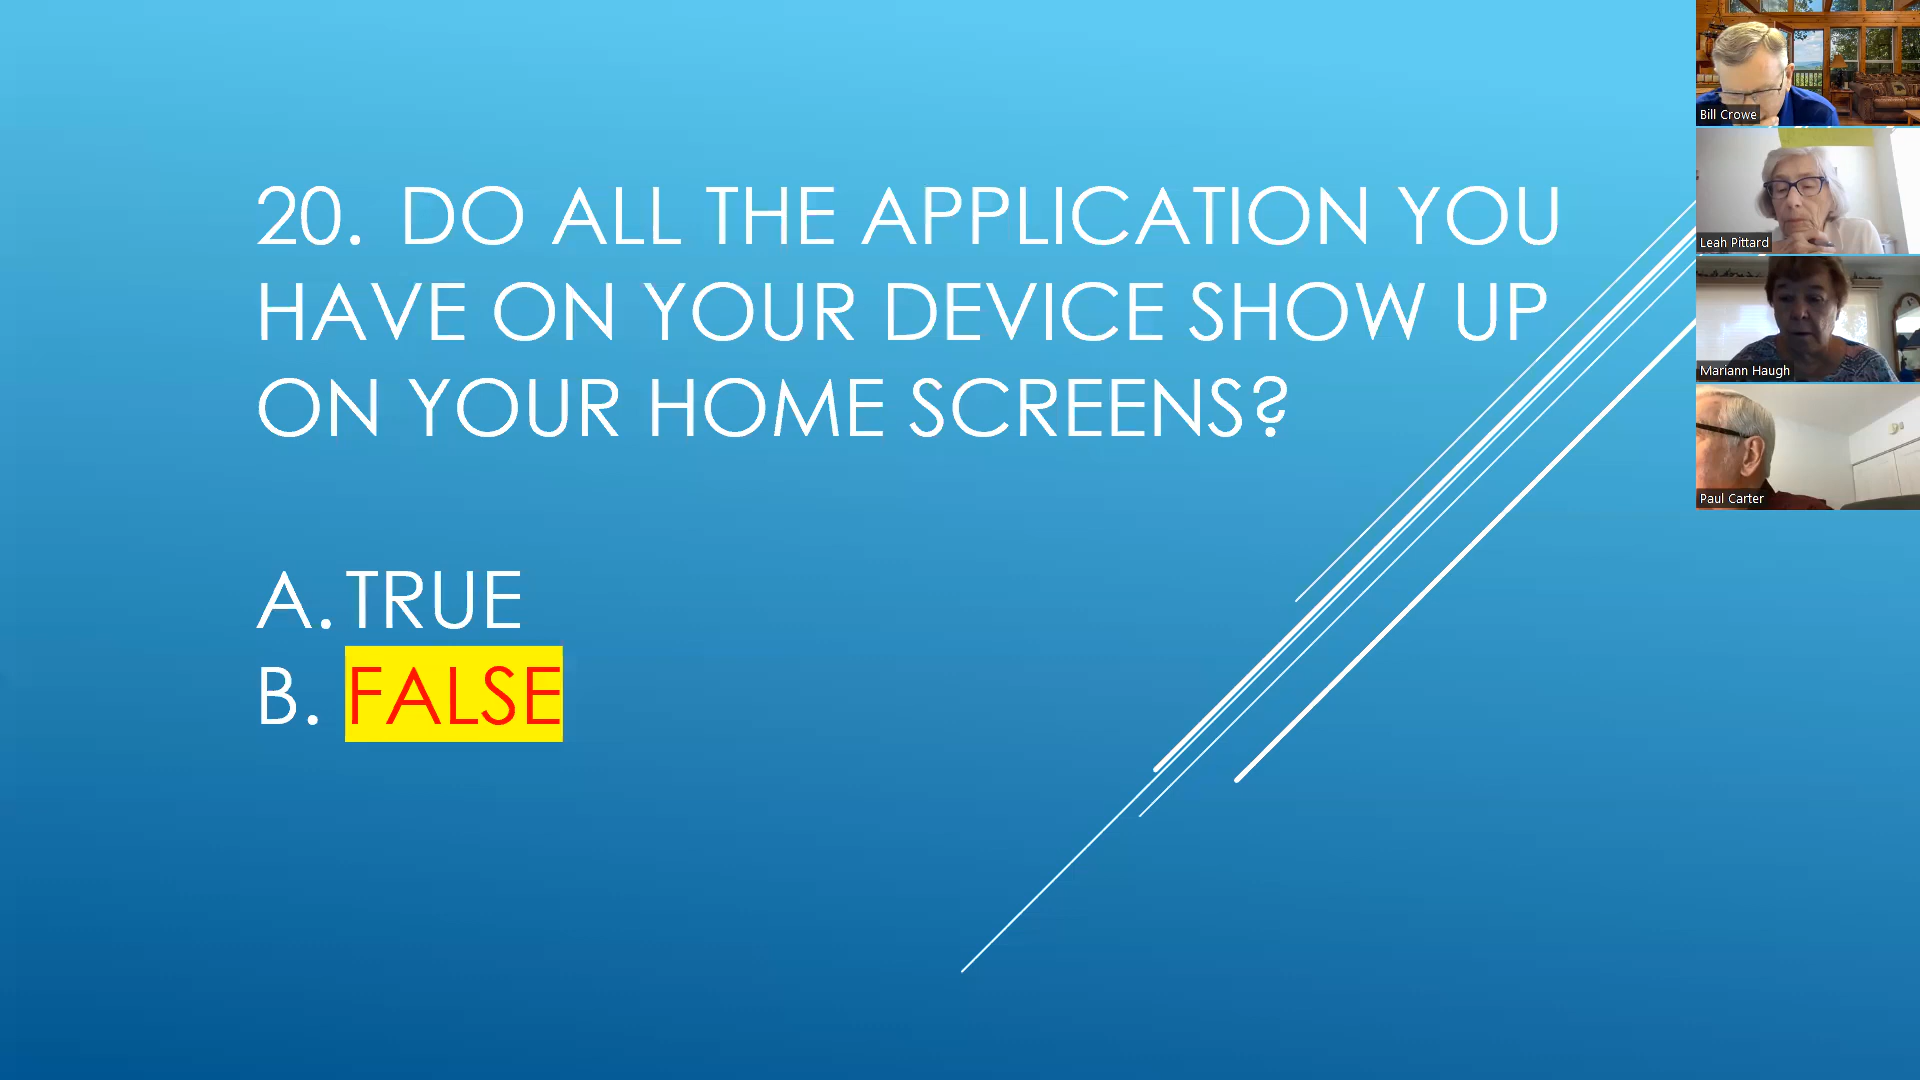 20. DO ALL THE APPLICATION YOU
HAVE ON YOUR DEVICE SHOW UP
ON YOUR HOME SCREENS?
A. TRUE
B. FALSE
Bill Crowe
Leah Pittard
Mariann Haugh
Paul Carter